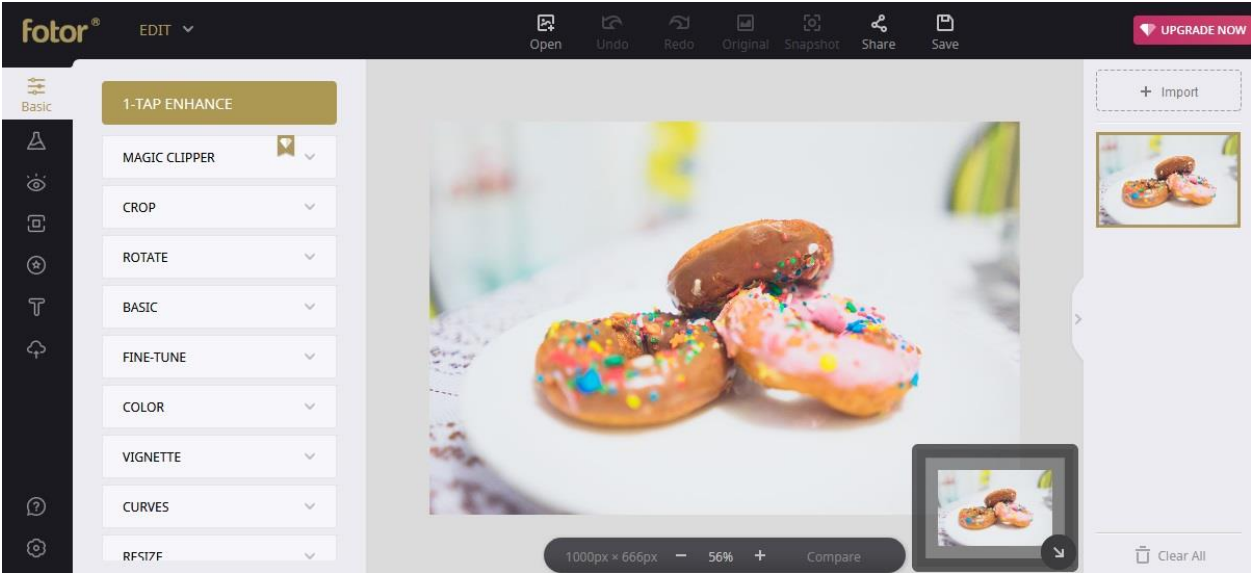 fotor®
EDIT
Open
Undo
Redo
Original
Snapshot
Share
Save
UPGRADE NOW
Basic
1-TAP ENHANCE
MAGIC CLIPPER
CROP
ROTATE
BASIC
FINE-TUNE
COLOR
VIGNETTE
CURVES
RESIZE
1000px × 666px
56%
Compare
Import
Clear All